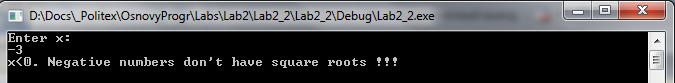 D:\Docs\_Politex\OsnovyProgr\Labs\Lab2\Lab2_2\Lab2_2\Debug\Lab2_2.exe
Enter x:
-3
x<0. Negative numbers don't have square roots !!!